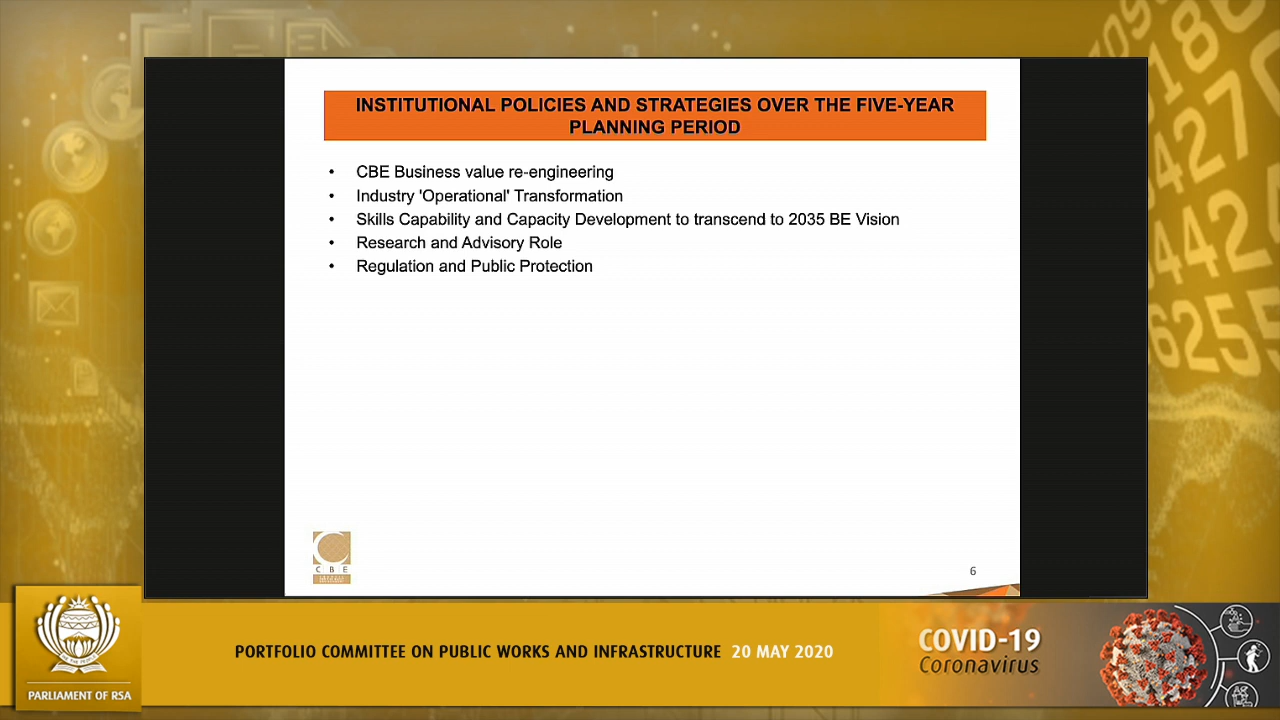 INSTITUTIONAL POLICIES AND STRATEGIES OVER THE FIVE-YEAR
PLANNING PERIOD
• CBE Business value re-engineering
• Industry 'Operational' Transformation
• Skills Capability and Capacity Development to transcend to 2035 BE Vision
• Research and Advisory Role
• Regulation and Public Protection
C B E
6
PARLIAMENT OF RSA
PORTFOLIO COMMITTEE ON PUBLIC WORKS AND INFRASTRUCTURE 20 MAY 2020
COVID-19
Coronavirus